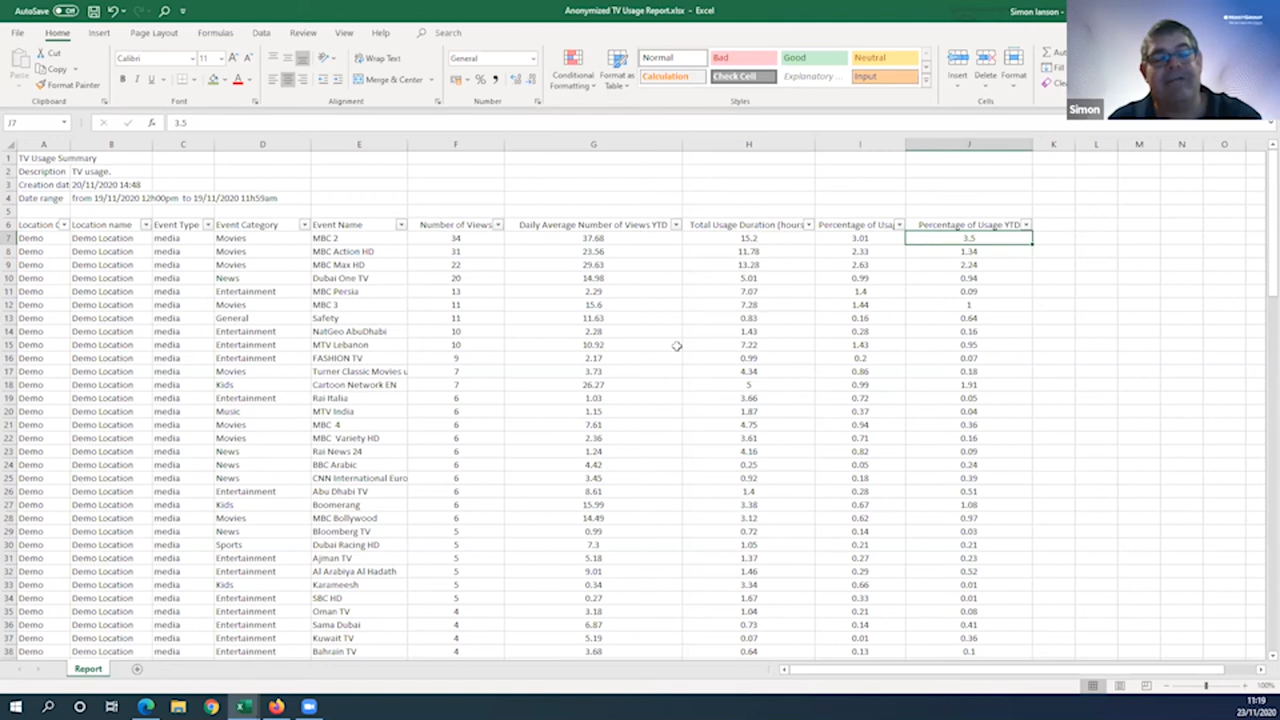 AutoSave Off Anonymized TV Usage Report.xlsx - Excel Simon Ianson
File Home Insert Page Layout Formulas Data Review View Help Search
Cut Calibri 11 Wrap Text General Normal Bad Good Neutral
Paste Copy Format Painter B I U Merge & Center Conditional Formatting Format as Table Calculation Check Cell Explanatory ... Input Insert Delete Format
Clipboard Font Alignment Number Styles Cells
Simon
J7 3.5
A B C D E F G H I J K L M N O
1 TV Usage Summary
2 Description TV usage.
3 Creation dat 20/11/2020 14:48
4 Date range from 19/11/2020 12h00pm to 19/11/2020 11h59am
5
6 Location C Location name Event Type Event Category Event Name Number of Views Daily Average Number of Views YTD Total Usage Duration (hours Percentage of Usa Percentage of Usage YTD
7 Demo Demo Location media Movies MBC 2 34 37.68 15.2 3.01 3.5
8 Demo Demo Location media Movies MBC Action HD 31 23.56 11.78 2.33 1.34
9 Demo Demo Location media Movies MBC Max HD 22 29.63 13.28 2.63 2.24
10 Demo Demo Location media News Dubai One TV 20 14.98 5.01 0.99 0.94
11 Demo Demo Location media Entertainment MBC Persia 13 2.29 7.07 1.4 0.09
12 Demo Demo Location media Movies MBC 3 11 15.6 7.28 1.44 1
13 Demo Demo Location media General Safety 11 11.63 0.83 0.16 0.64
14 Demo Demo Location media Entertainment NatGeo AbuDhabi 10 2.28 1.43 0.28 0.16
15 Demo Demo Location media Entertainment MTV Lebanon 10 10.92 7.22 1.43 0.95
16 Demo Demo Location media Entertainment FASHION TV 9 2.17 0.99 0.2 0.07
17 Demo Demo Location media Movies Turner Classic Movies u 7 3.73 4.34 0.86 0.18
18 Demo Demo Location media Kids Cartoon Network EN 7 26.27 5 0.99 1.91
19 Demo Demo Location media Entertainment Rai Italia 6 1.03 3.66 0.72 0.05
20 Demo Demo Location media Music MTV India 6 1.15 1.87 0.37 0.04
21 Demo Demo Location media Movies MBC 4 6 7.61 4.75 0.94 0.36
22 Demo Demo Location media Movies MBC Variety HD 6 2.36 3.61 0.71 0.16
23 Demo Demo Location media News Rai News 24 6 1.24 4.16 0.82 0.09
24 Demo Demo Location media News BBC Arabic 6 4.42 0.25 0.05 0.24
25 Demo Demo Location media News CNN International Euro 6 3.45 0.92 0.18 0.39
26 Demo Demo Location media Entertainment Abu Dhabi TV 6 8.61 1.4 0.28 0.51
27 Demo Demo Location media Kids Boomerang 6 15.99 3.38 0.67 1.08
28 Demo Demo Location media Movies MBC Bollywood 6 14.49 3.12 0.62 0.97
29 Demo Demo Location media News Bloomberg TV 5 0.99 0.72 0.14 0.03
30 Demo Demo Location media Sports Dubai Racing HD 5 7.3 1.05 0.21 0.21
31 Demo Demo Location media Entertainment Ajman TV 5 5.18 1.37 0.27 0.23
32 Demo Demo Location media Entertainment Al Arabiya Al Hadath 5 9.01 1.46 0.29 0.52
33 Demo Demo Location media Kids Karameesh 5 0.34 3.34 0.66 0.01
34 Demo Demo Location media Entertainment SBC HD 5 0.27 1.67 0.33 0.01
35 Demo Demo Location media Entertainment Oman TV 4 3.18 1.04 0.21 0.08
36 Demo Demo Location media Entertainment Sama Dubai 4 6.87 0.73 0.14 0.41
37 Demo Demo Location media Entertainment Kuwait TV 4 5.19 0.07 0.01 0.36
38 Demo Demo Location media Entertainment Bahrain TV 4 3.68 0.64 0.13 0.1
Report
100%
11:19
23/11/2020